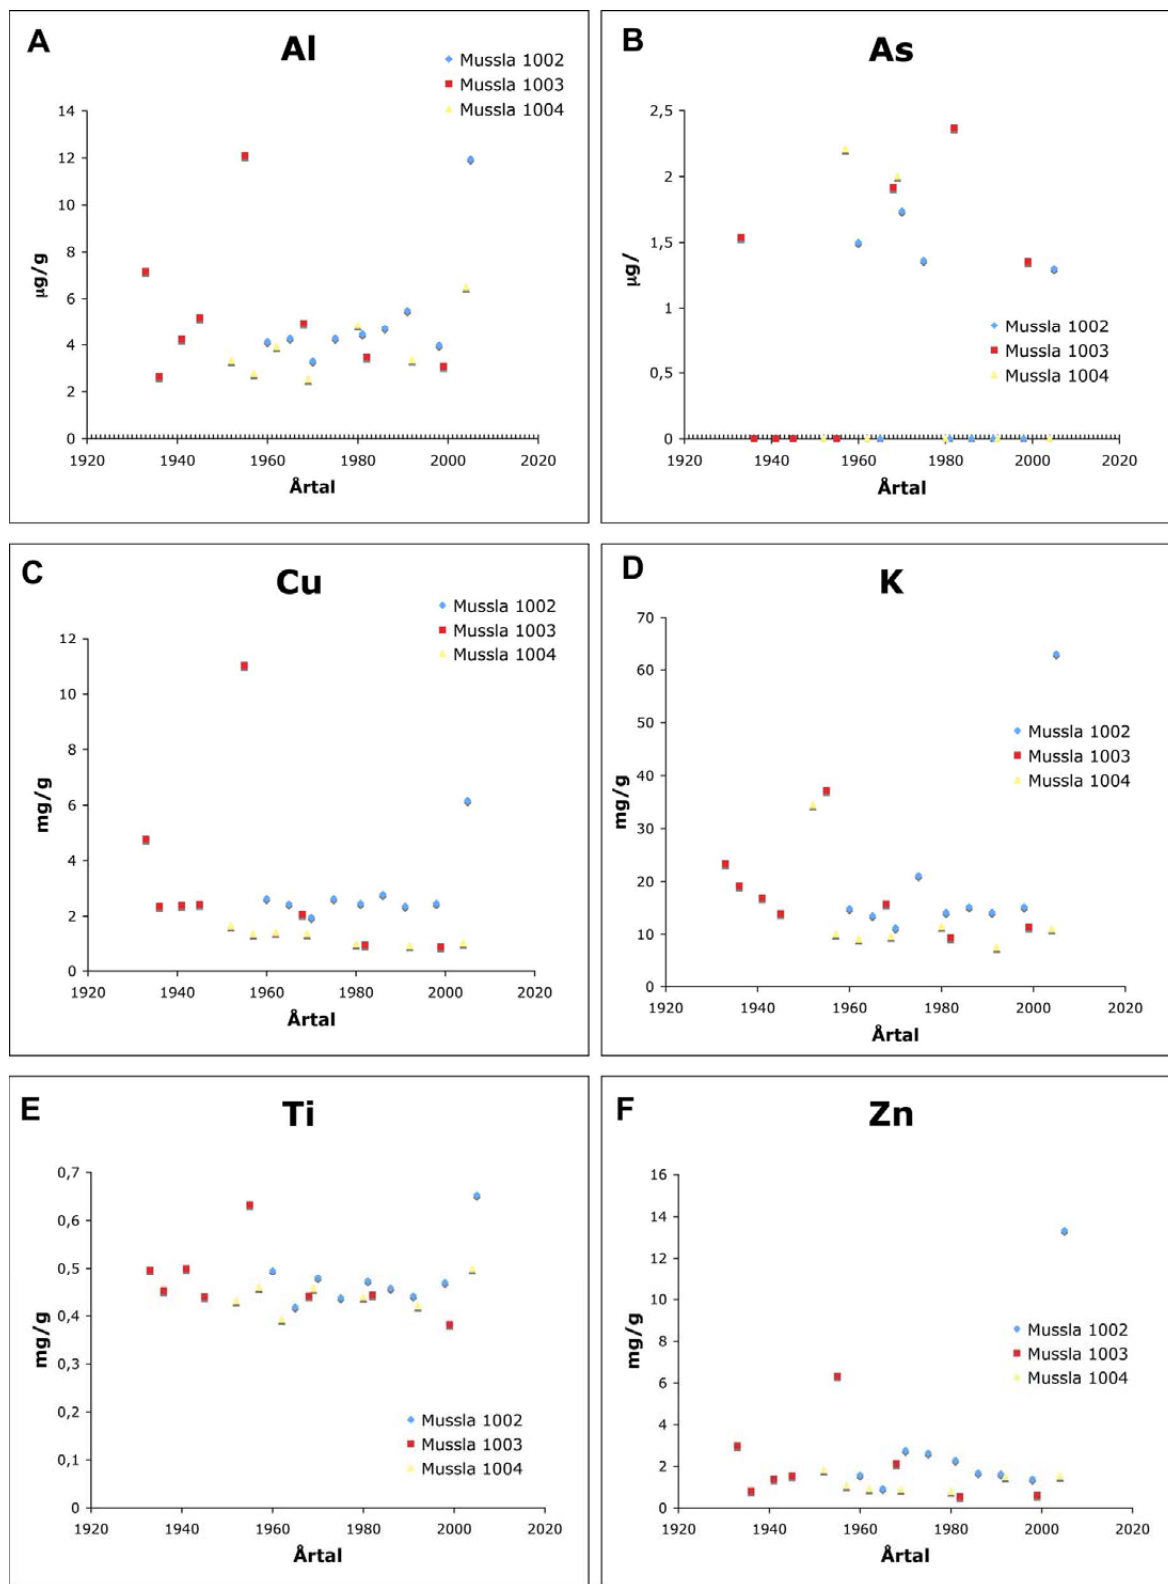 A
Al
Mussla 1002
Mussla 1003
Mussla 1004
14
12
10
8
6
4
2
0
µg/g
1920 1940 1960 1980 2000 2020
Årtal
B
As
2,5
2
1,5
1
0,5
0
µg/
Mussla 1002
Mussla 1003
Mussla 1004
1920 1940 1960 1980 2000 2020
Årtal
C
Cu
Mussla 1002
Mussla 1003
Mussla 1004
12
10
8
6
4
2
0
mg/g
1920 1940 1960 1980 2000 2020
Årtal
D
K
70
60
50
40
30
20
10
0
mg/g
Mussla 1002
Mussla 1003
Mussla 1004
1920 1940 1960 1980 2000 2020
Årtal
E
Ti
0,7
0,6
0,5
0,4
0,3
0,2
0,1
0
mg/g
Mussla 1002
Mussla 1003
Mussla 1004
1920 1940 1960 1980 2000 2020
Årtal
F
Zn
16
14
12
10
8
6
4
2
0
mg/g
Mussla 1002
Mussla 1003
Mussla 1004
1920 1940 1960 1980 2000 2020
Årtal